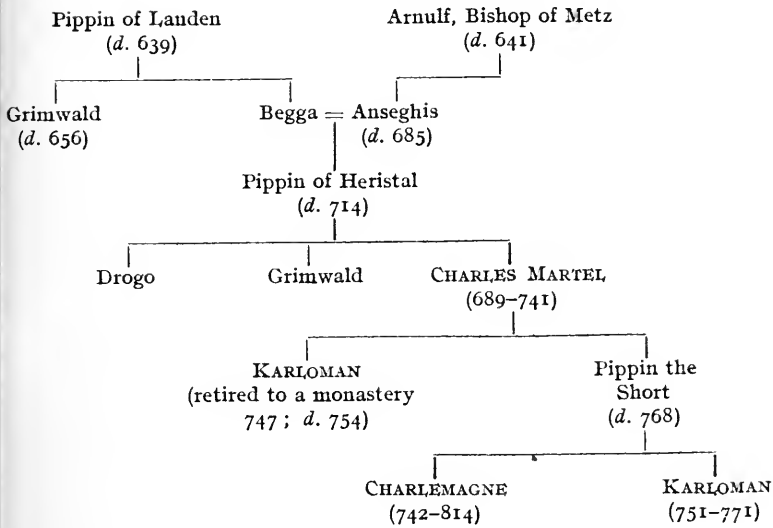 Pippin of Landen
(d. 639)
Arnulf, Bishop of Metz
(d. 641)
Grimwald
(d. 656)
Begga = Anseghis
(d. 685)
Pippin of Heristal
(d. 714)
Drogo
Grimwald
CHARLES MARTEL
(689–741)
KARLOMAN
(retired to a monastery
747 ; d. 754)
Pippin the
Short
(d. 768)
CHARLEMAGNE
(742–814)
KARLOMAN
(751–771)